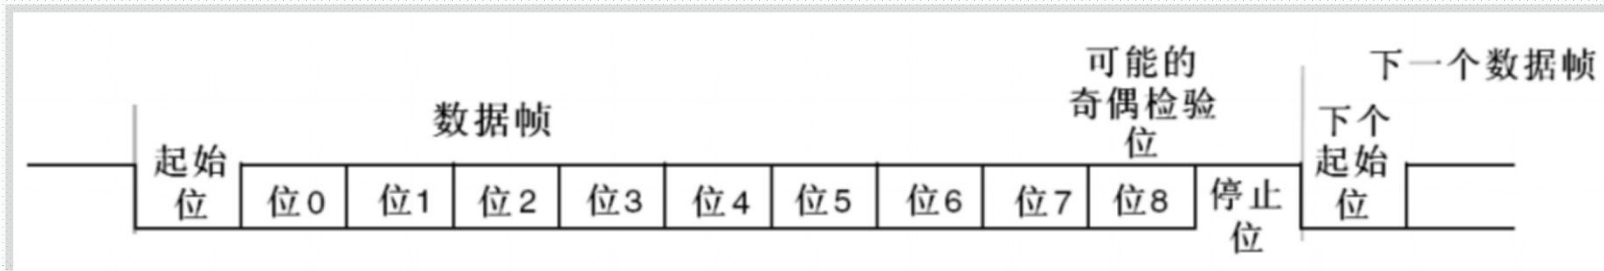 可能的
奇偶检验
位
下一个数据帧
数据帧
下个
起始
位
起始
位
位0
位1
位2
位3
位4
位5
位6
位7
位8
停止
位